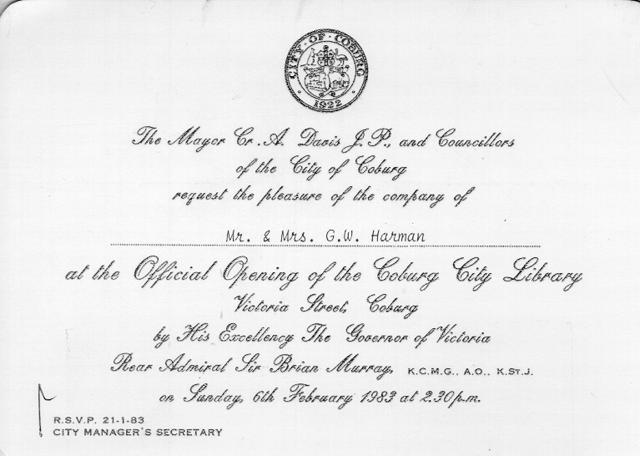 CITY · OF · COBURG
· 1922 ·
The Mayor Cr. A. Davis J.P., and Councillors
of the City of Coburg
request the pleasure of the company of
Mr. & Mrs. G.W. Harman
at the Official Opening of the Coburg City Library
Victoria Street, Coburg
by His Excellency The Governor of Victoria
Rear Admiral Sir Brian Murray, K.C.M.G., A.O., K.ST.J.
on Sunday, 6th February 1983 at 2.30p.m.
R.S.V.P. 21-1-83
CITY MANAGER'S SECRETARY